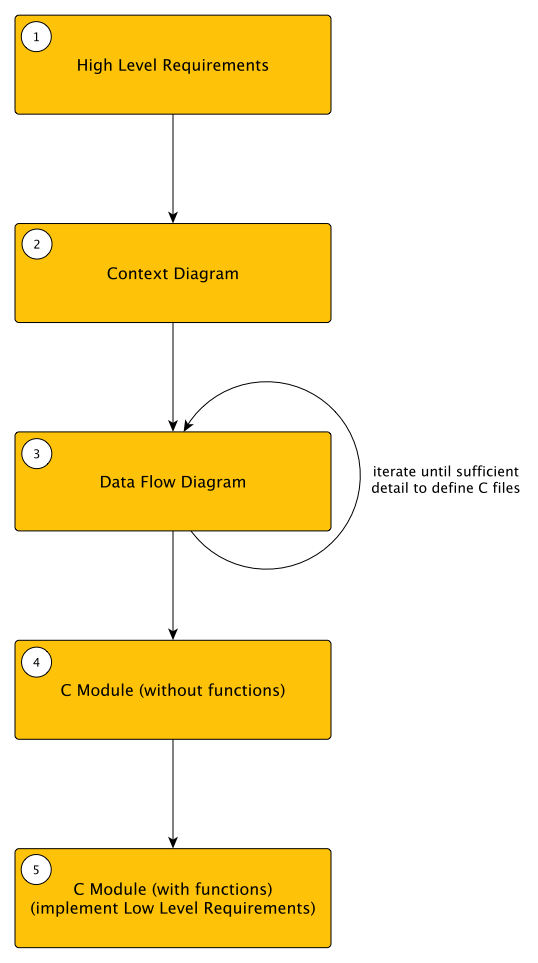 1
High Level Requirements
2
Context Diagram
3
Data Flow Diagram
iterate until sufficient
detail to define C files
4
C Module (without functions)
5
C Module (with functions)
(implement Low Level Requirements)